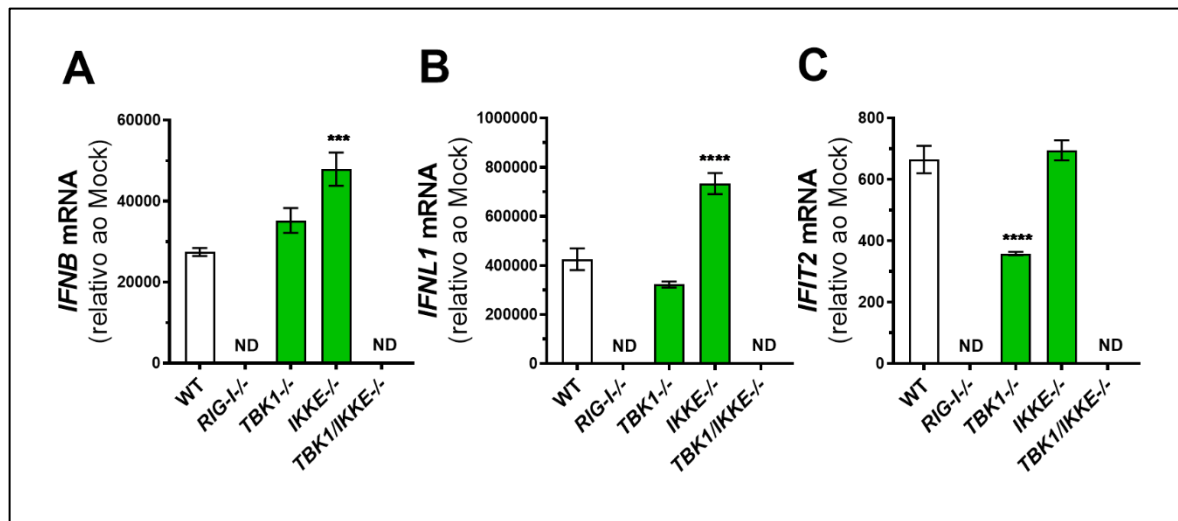 A
IFNB mRNA
(relativo ao Mock)
60000
40000
20000
0
***
ND
ND
WT
RIG-I-/-
TBK1-/-
IKKE-/-
TBK1/IKKE-/-
B
IFNL1 mRNA
(relativo ao Mock)
1000000
800000
600000
400000
200000
0
****
ND
ND
WT
RIG-I-/-
TBK1-/-
IKKE-/-
TBK1/IKKE-/-
C
IFIT2 mRNA
(relativo ao Mock)
800
600
400
200
0
****
ND
ND
WT
RIG-I-/-
TBK1-/-
IKKE-/-
TBK1/IKKE-/-